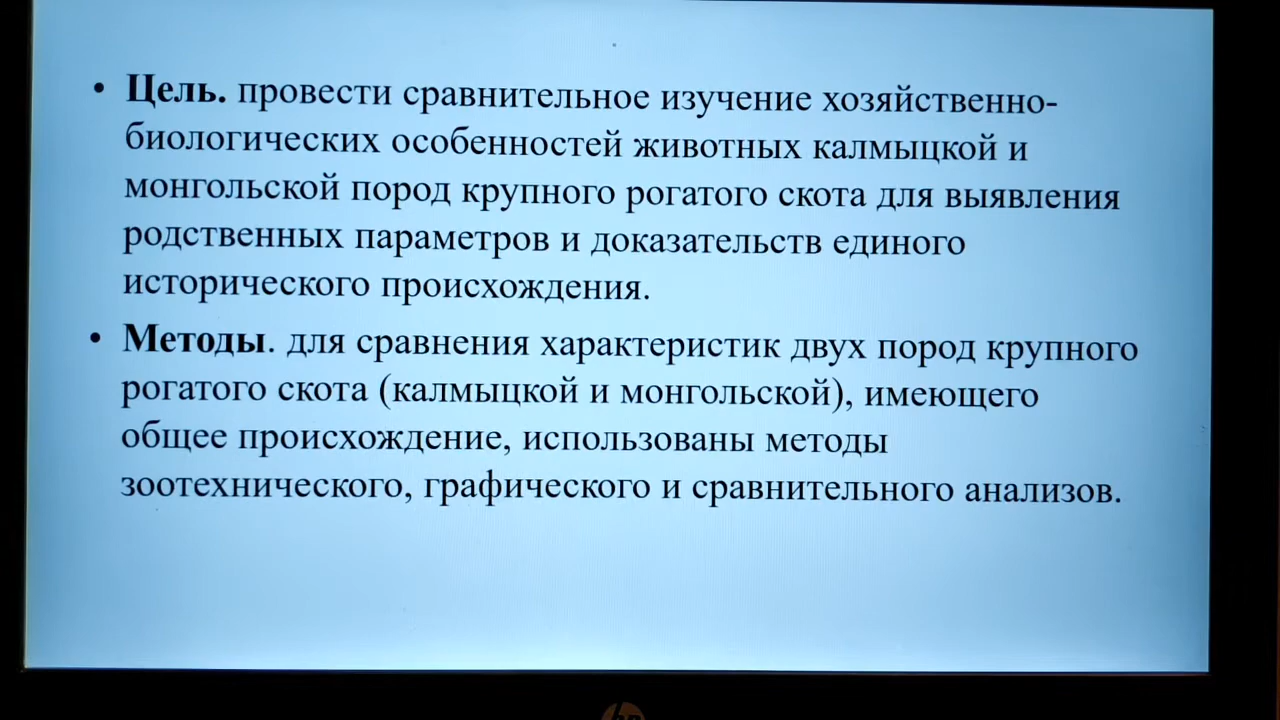 • Цель. провести сравнительное изучение хозяйственно-
биологических особенностей животных калмыцкой и
монгольской пород крупного рогатого скота для выявления
родственных параметров и доказательств единого
исторического происхождения.
• Методы. для сравнения характеристик двух пород крупного
рогатого скота (калмыцкой и монгольской), имеющего
общее происхождение, использованы методы
зоотехнического, графического и сравнительного анализов.
hp